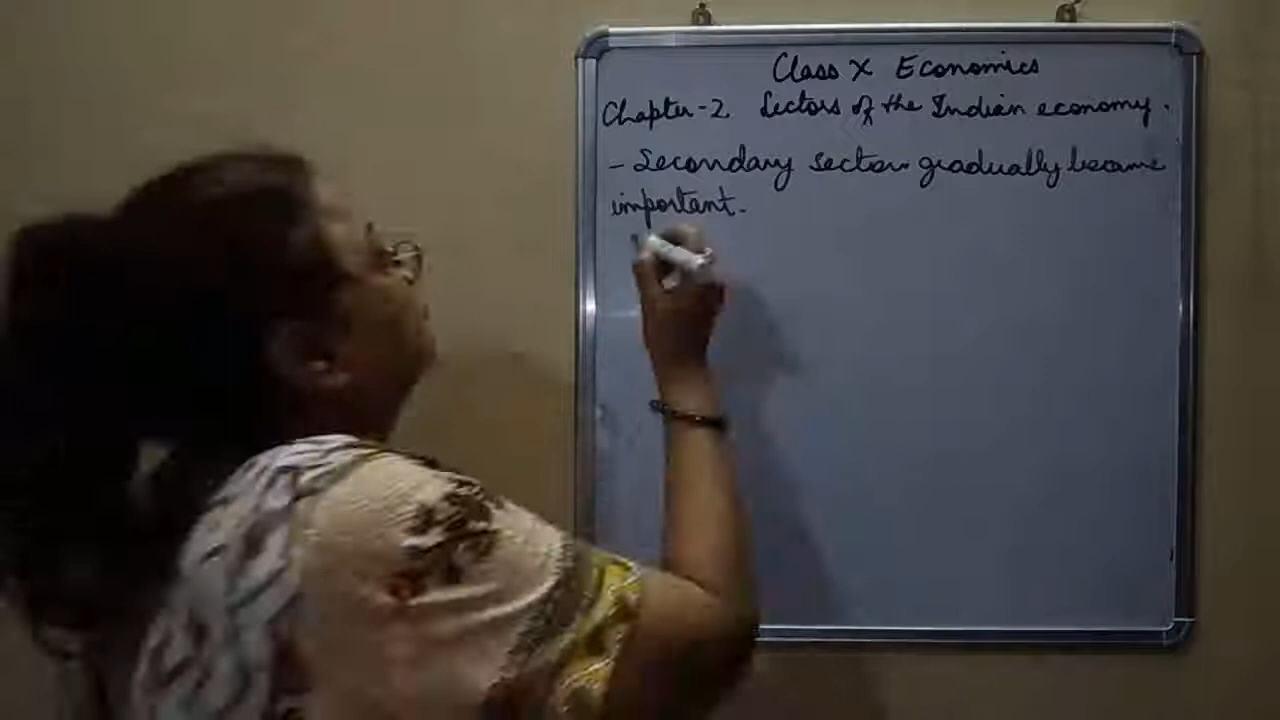 Class X Economics
Chapter-2 Sectors of the Indian economy.
- Secondary sector gradually became
important.